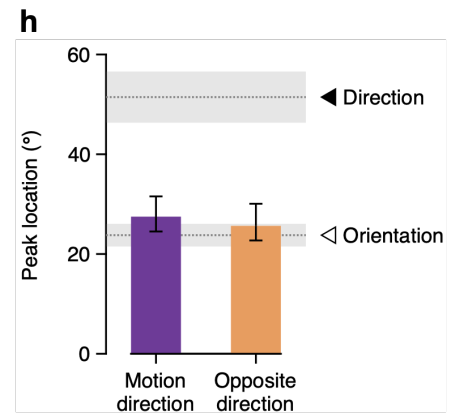 h
60
40
20
0
Peak location (°)
◀ Direction
◁ Orientation
Motion direction
Opposite direction